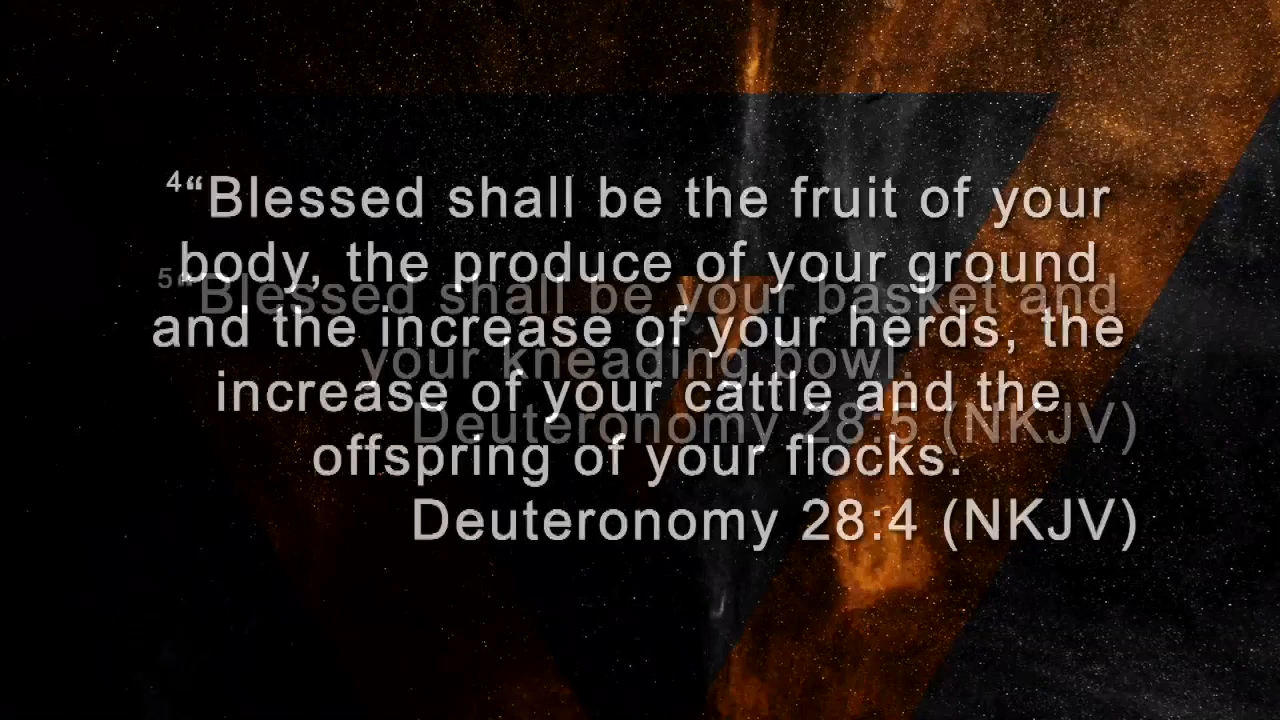 4“Blessed shall be the fruit of your
body, the produce of your ground
and the increase of your herds, the
increase of your cattle and the
offspring of your flocks.
Deuteronomy 28:4 (NKJV)
5“Blessed shall be your basket and
your kneading bowl.
Deuteronomy 28:5 (NKJV)